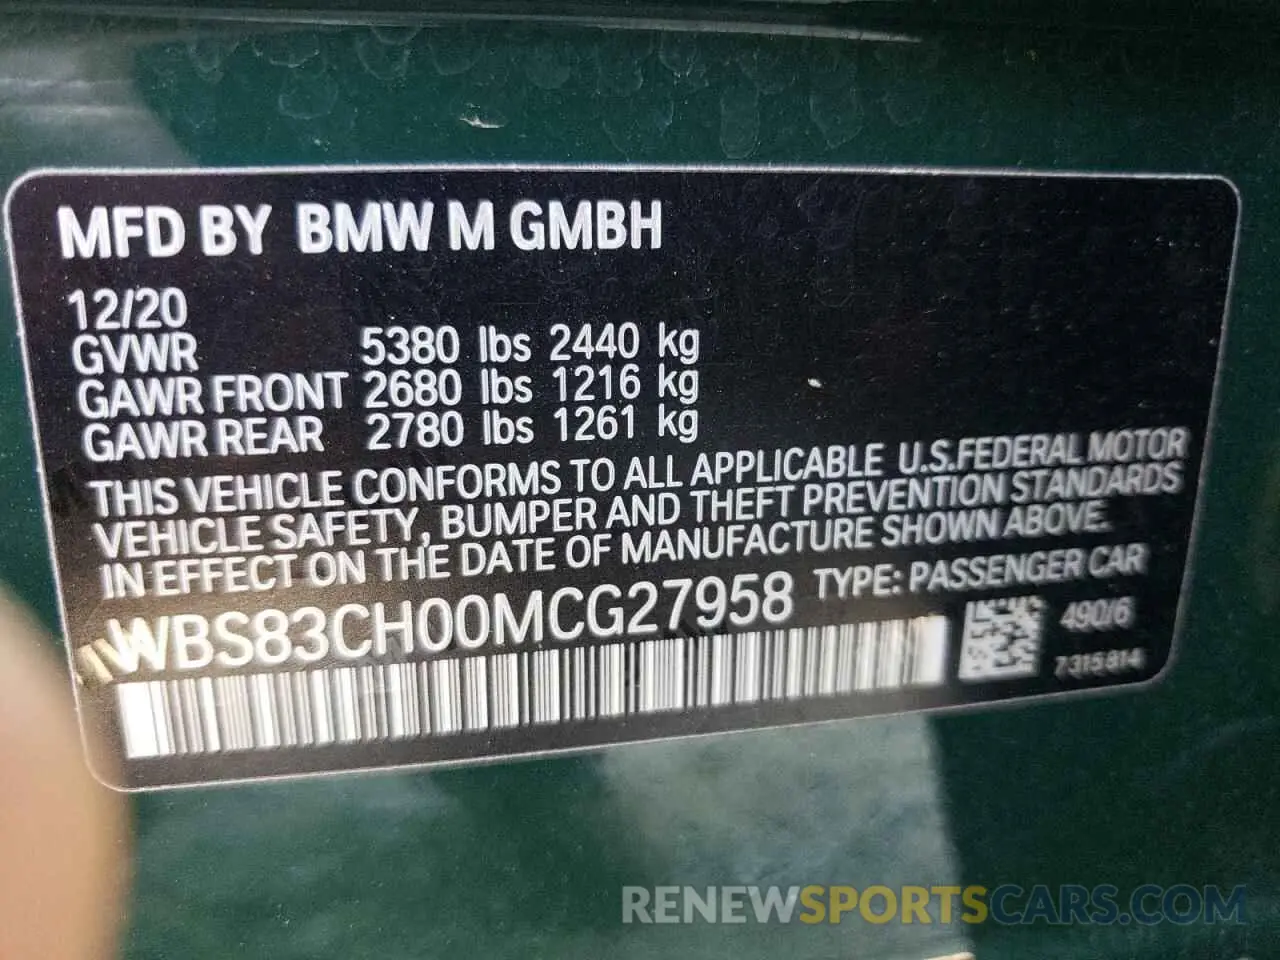 MFD BY BMW M GMBH
12/20
GVWR 5380 lbs 2440 kg
GAWR FRONT 2680 lbs 1216 kg
GAWR REAR 2780 lbs 1261 kg
THIS VEHICLE CONFORMS TO ALL APPLICABLE U.S.FEDERAL MOTOR
VEHICLE SAFETY, BUMPER AND THEFT PREVENTION STANDARDS
IN EFFECT ON THE DATE OF MANUFACTURE SHOWN ABOVE.
WBS83CH00MCG27958 TYPE: PASSENGER CAR
490/6
7315814
RENEWSPORTSCARS.COM